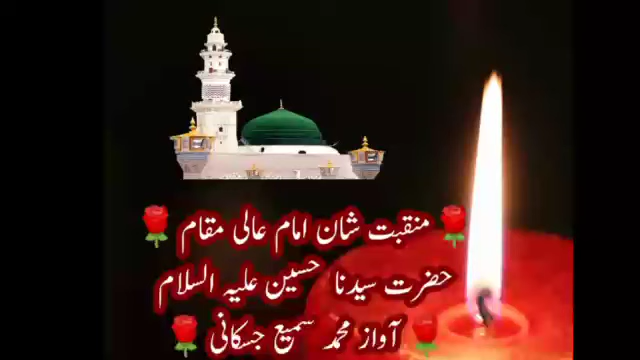 🌹 منقبت شان امام عالی مقام 🌹
حضرت سیدنا حسین علیہ السلام
🌹 آواز محمد سمیع جسکانی 🌹